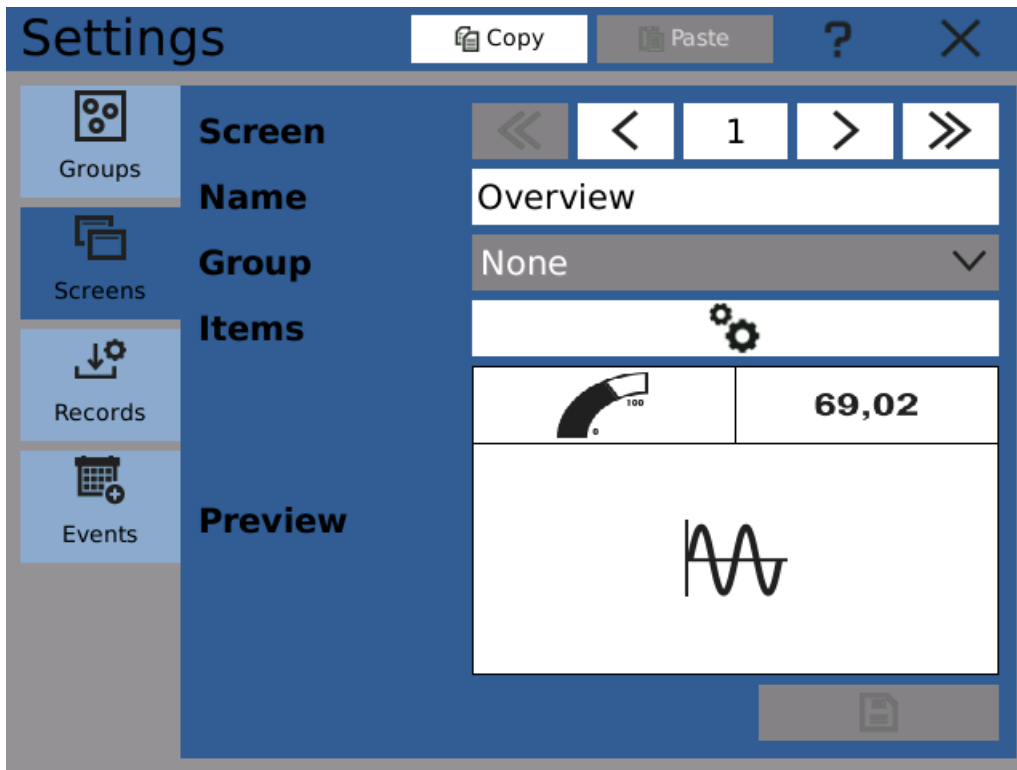 Settings
Copy
Paste
?
Groups
Screens
Records
Events
Screen
1
Name
Overview
Group
None
Items
Preview
100
0
69,02